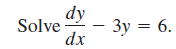 Solve dy/dx − 3y = 6.